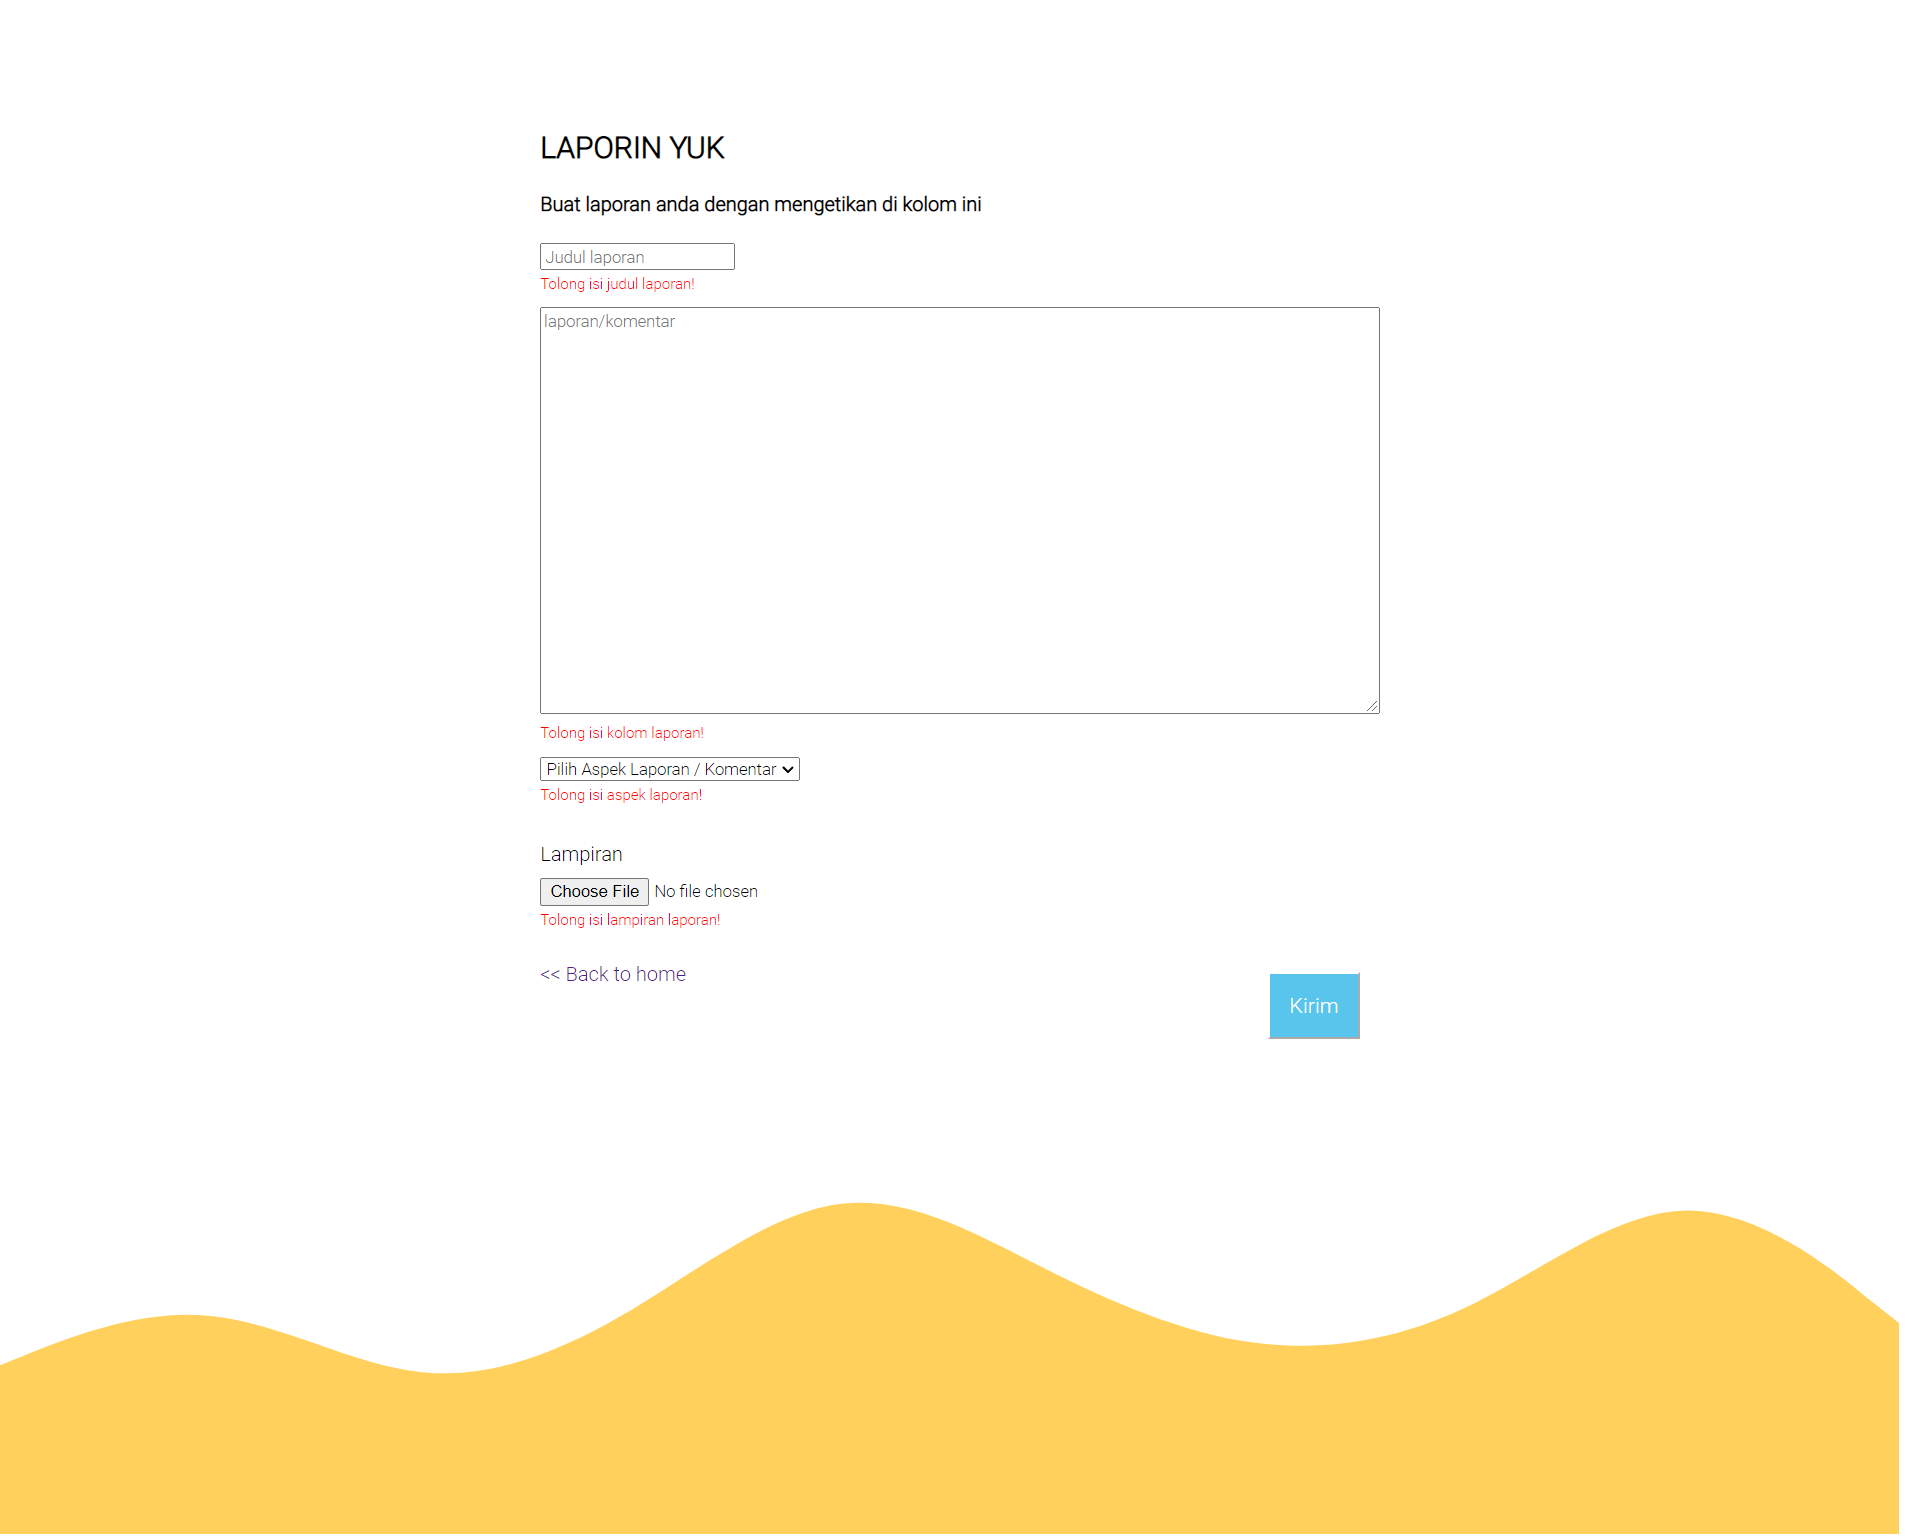 LAPORIN YUK
Buat laporan anda dengan mengetikan di kolom ini
Judul laporan
Tolong isi judul laporan!
laporan/komentar
Tolong isi kolom laporan!
Pilih Aspek Laporan / Komentar
Tolong isi aspek laporan!
Lampiran
Choose File No file chosen
Tolong isi lampiran laporan!
<< Back to home
Kirim